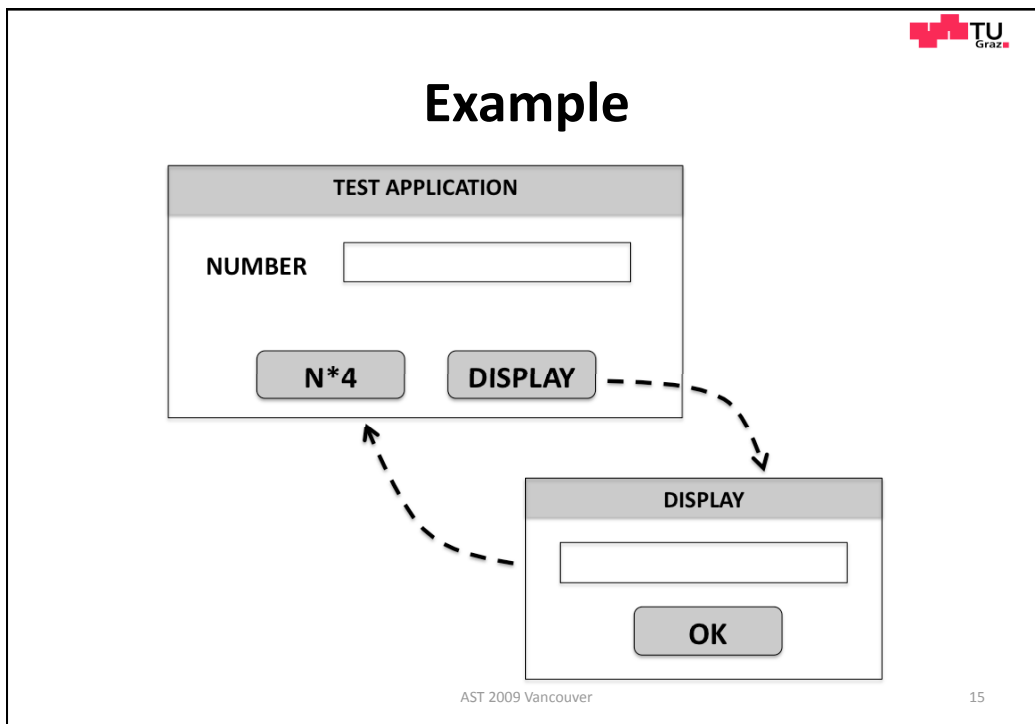 TU
Graz
Example
TEST APPLICATION
NUMBER
N*4 DISPLAY
DISPLAY
OK
AST 2009 Vancouver 15